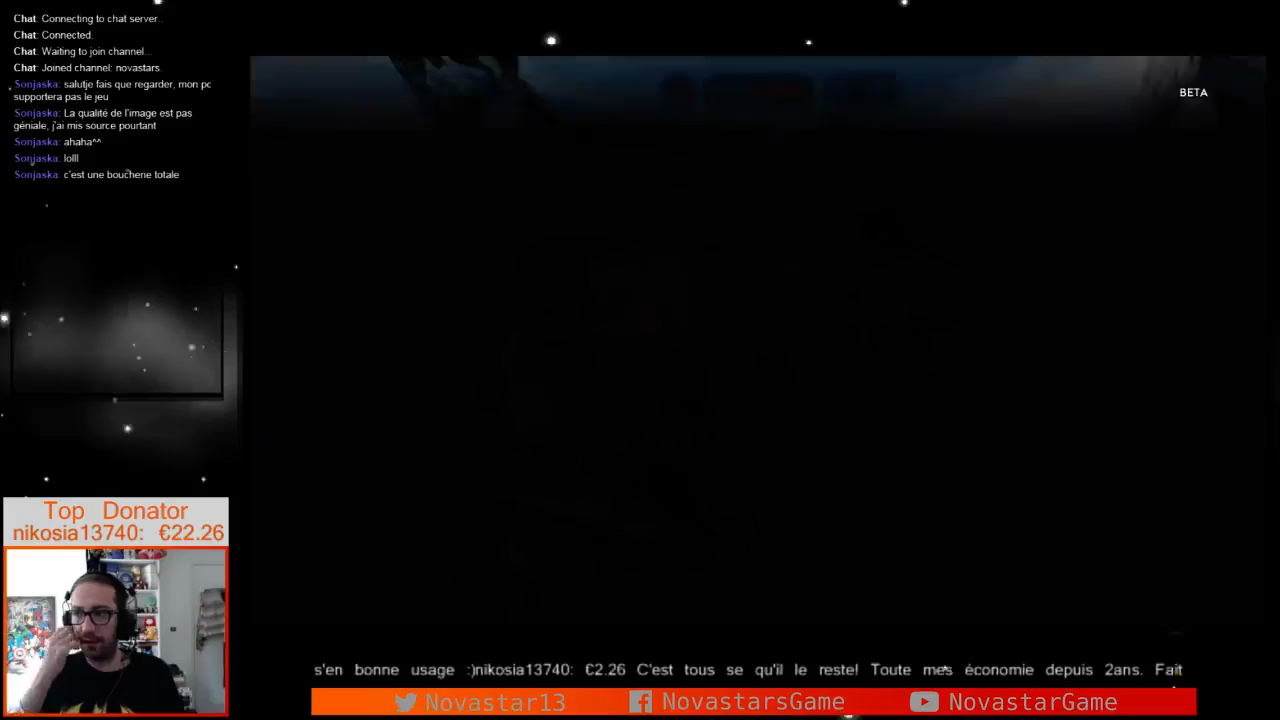 Chat: Connecting to chat server..
Chat: Connected.
Chat: Waiting to join channel...
Chat: Joined channel: novastars.
Sonjaska: salutje fais que regarder, mon pc
supportera pas le jeu
Sonjaska: La qualité de l'image est pas
géniale, j'ai mis source pourtant
Sonjaska: ahaha^^
Sonjaska: lolll
Sonjaska: c'est une bouchene totale
BETA
Top Donator
nikosia13740: €22.26
s'en bonne usage :)nikosia13740: €2.26 C'est tous se qu'il le reste! Toute mes économie depuis 2ans. Fait
Novastar13 NovastarsGame NovastarGame